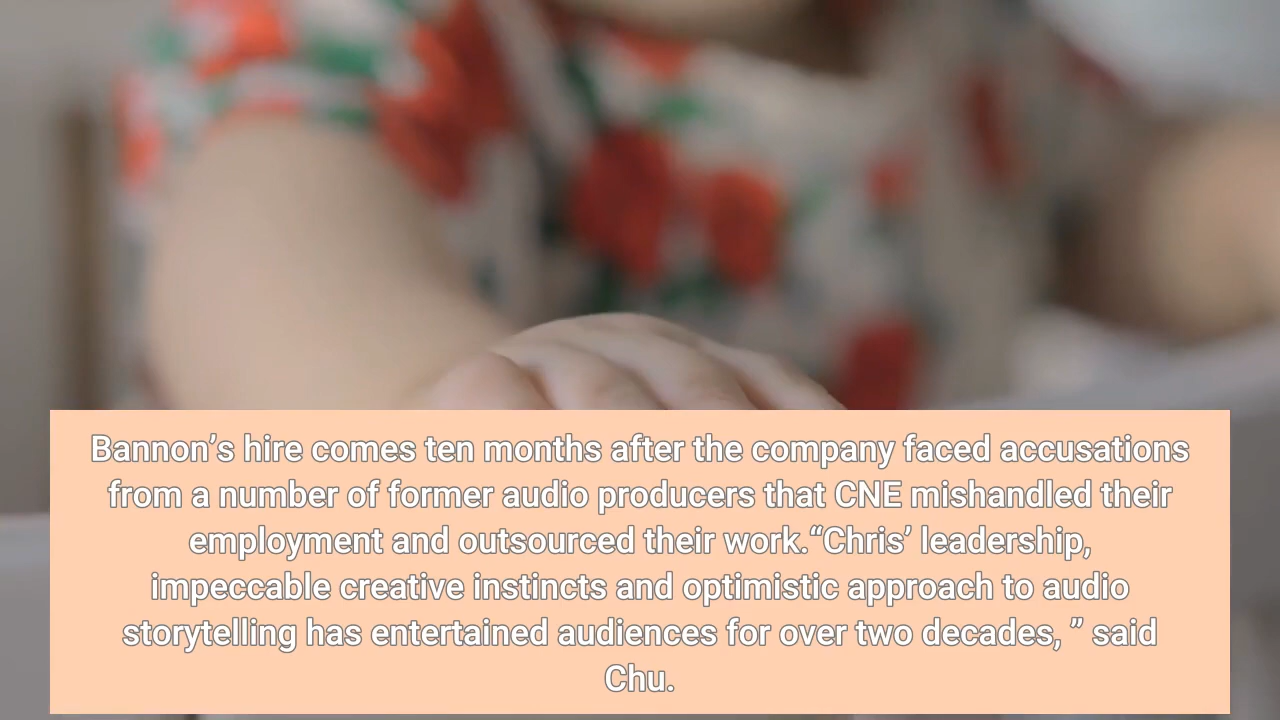 Bannon’s hire comes ten months after the company faced accusations
from a number of former audio producers that CNE mishandled their
employment and outsourced their work.“Chris’ leadership,
impeccable creative instincts and optimistic approach to audio
storytelling has entertained audiences for over two decades, ” said
Chu.